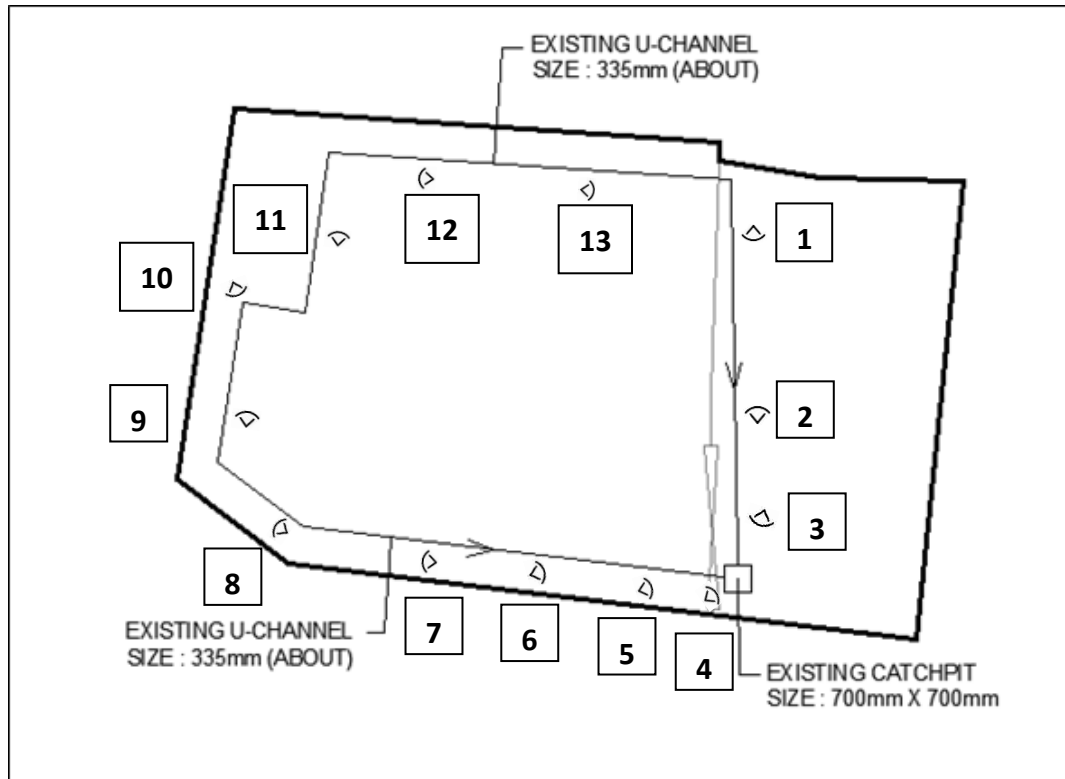 EXISTING U-CHANNEL
SIZE : 335mm (ABOUT)
11
12
13
1
10
9
2
3
8
7
6
5
4
EXISTING U-CHANNEL
SIZE : 335mm (ABOUT)
EXISTING CATCHPIT
SIZE : 700mm X 700mm